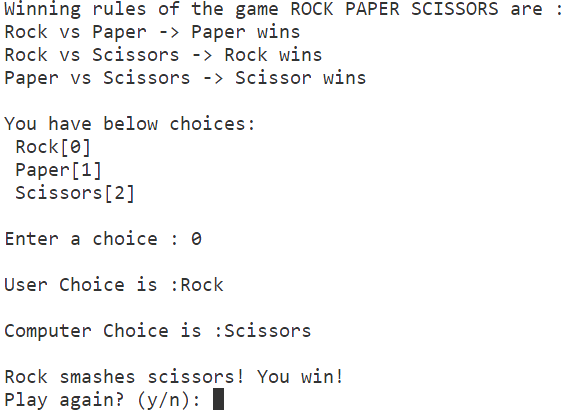 Winning rules of the game ROCK PAPER SCISSORS are :
Rock vs Paper -> Paper wins
Rock vs Scissors -> Rock wins
Paper vs Scissors -> Scissor wins
You have below choices:
Rock[0]
Paper[1]
Scissors[2]
Enter a choice : 0
User Choice is :Rock
Computer Choice is :Scissors
Rock smashes scissors! You win!
Play again? (y/n):